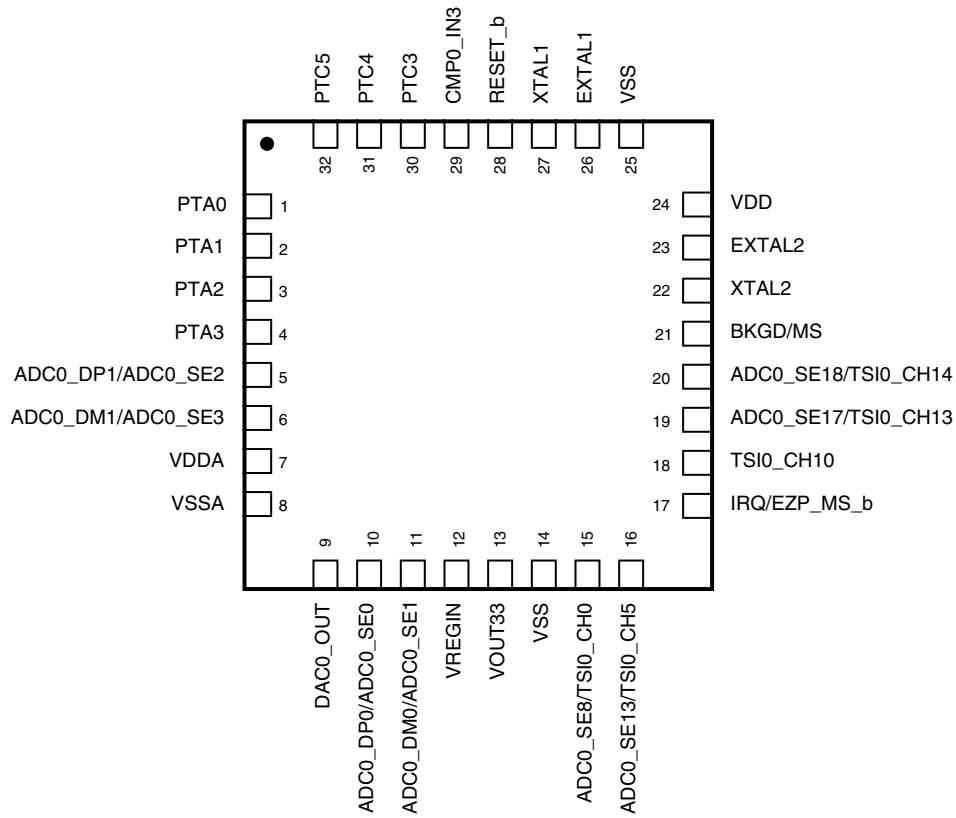 PTC5
PTC4
PTC3
CMP0_IN3
RESET_b
XTAL1
EXTAL1
VSS
32
31
30
29
28
27
26
25
PTA0 1
PTA1 2
PTA2 3
PTA3 4
ADC0_DP1/ADC0_SE2 5
ADC0_DM1/ADC0_SE3 6
VDDA 7
VSSA 8
24 VDD
23 EXTAL2
22 XTAL2
21 BKGD/MS
20 ADC0_SE18/TSI0_CH14
19 ADC0_SE17/TSI0_CH13
18 TSI0_CH10
17 IRQ/EZP_MS_b
9
10
11
12
13
14
15
16
DAC0_OUT
ADC0_DP0/ADC0_SE0
ADC0_DM0/ADC0_SE1
VREGIN
VOUT33
VSS
ADC0_SE8/TSI0_CH0
ADC0_SE13/TSI0_CH5